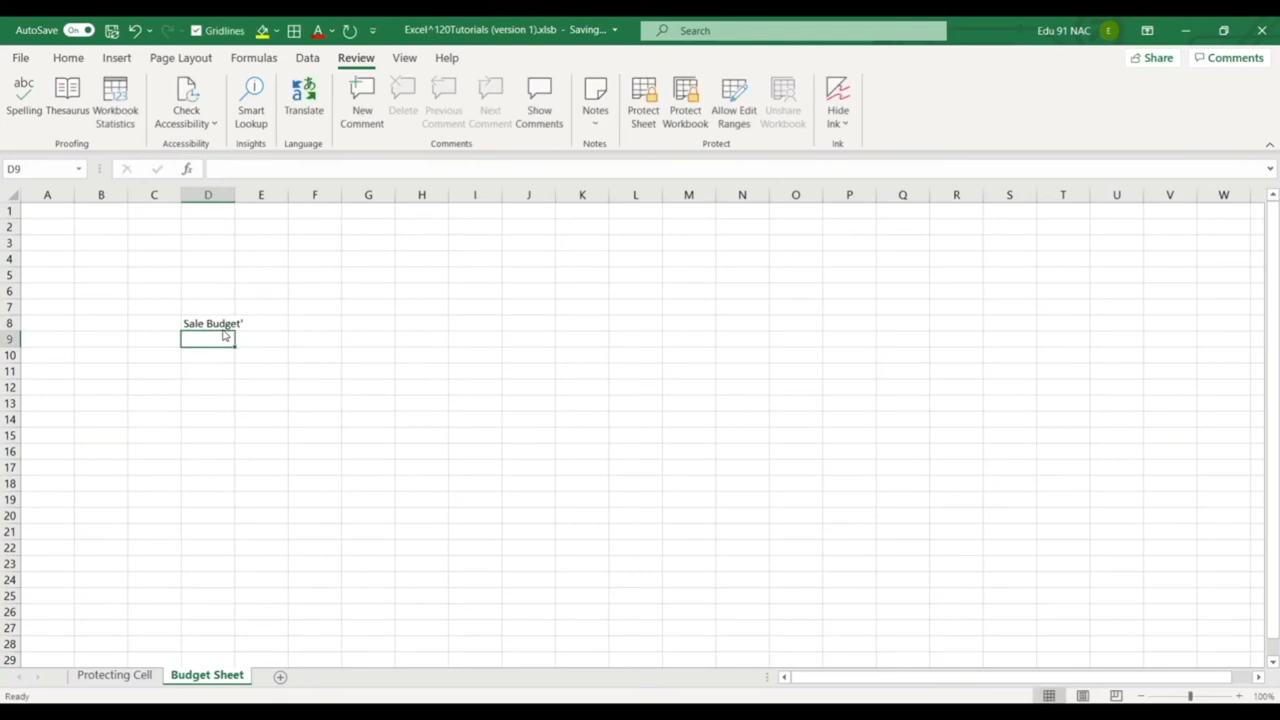 AutoSave On Gridlines A Excel^120Tutorials (version 1).xlsb - Saving... Search Edu 91 NAC E
File Home Insert Page Layout Formulas Data Review View Help Share Comments
abc 123
Spelling Thesaurus Workbook Statistics Check Accessibility Smart Lookup Translate New Comment Delete Previous Comment Next Comment Show Comments Notes Protect Sheet Protect Workbook Allow Edit Ranges Unshare Workbook Hide Ink
Proofing Accessibility Insights Language Comments Notes Protect Ink
D9 fx
A B C D E F G H I J K L M N O P Q R S T U V W
1
2
3
4
5
6
7
8 Sale Budget'
9
10
11
12
13
14
15
16
17
18
19
20
21
22
23
24
25
26
27
28
29
Protecting Cell Budget Sheet
Ready 100%